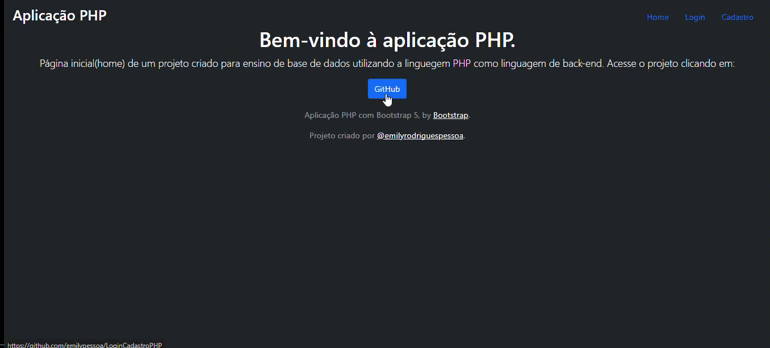 Aplicação PHP
Home Login Cadastro
Bem-vindo à aplicação PHP.
Página inicial(home) de um projeto criado para ensino de base de dados utilizando a linguegem PHP como linguagem de back-end. Acesse o projeto clicando em:
GitHub
Aplicação PHP com Bootstrap 5, by Bootstrap.
Projeto criado por @emilyrodriguespessoa.
https://github.com/emilypessoa/LoginCadastroPHP